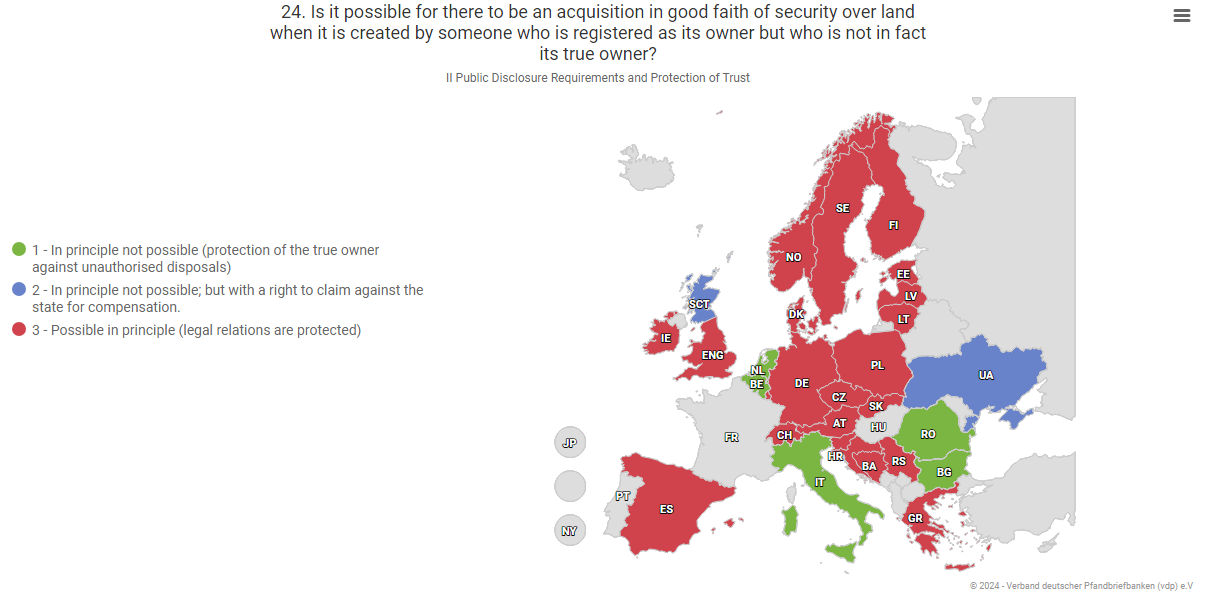 24. Is it possible for there to be an acquisition in good faith of security over land
when it is created by someone who is registered as its owner but who is not in fact
its true owner?
II Public Disclosure Requirements and Protection of Trust
1 - In principle not possible (protection of the true owner
against unauthorised disposals)
2 - In principle not possible; but with a right to claim against the
state for compensation.
3 - Possible in principle (legal relations are protected)
SE
FI
NO
EE
LV
SCT
DK
LT
IE
ENG
NL
PL
UA
BE
DE
CZ
SK
AT
HU
RO
FR
CH
JP
HR
BA
RS
BG
IT
PT
ES
GR
NY
© 2024 - Verband deutscher Pfandbriefbanken (vdp) e.V